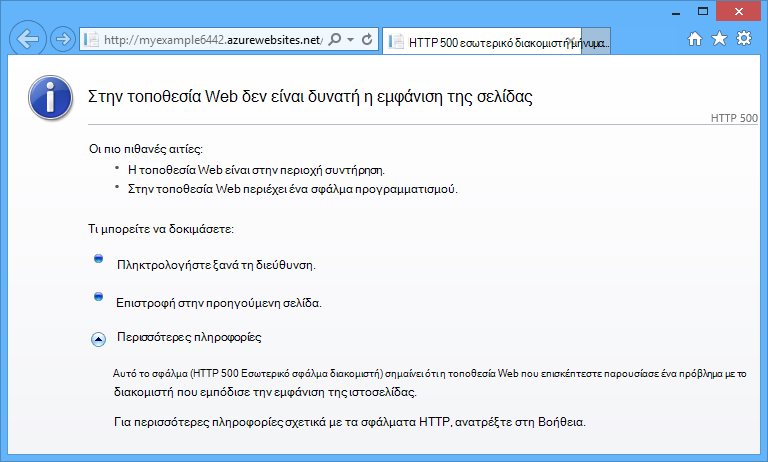 http://myexample6442.azurewebsites.net/
HTTP 500 εσωτερικό διακομιστή μήνυμα...
Στην τοποθεσία Web δεν είναι δυνατή η εμφάνιση της σελίδας
HTTP 500
Οι πιο πιθανές αιτίες:
• Η τοποθεσία Web είναι στην περιοχή συντήρηση.
• Στην τοποθεσία Web περιέχει ένα σφάλμα προγραμματισμού.
Τι μπορείτε να δοκιμάσετε:
Πληκτρολογήστε ξανά τη διεύθυνση.
Επιστροφή στην προηγούμενη σελίδα.
Περισσότερες πληροφορίες
Αυτό το σφάλμα (HTTP 500 Εσωτερικό σφάλμα διακομιστή) σημαίνει ότι η τοποθεσία Web που επισκέπτεστε παρουσίασε ένα πρόβλημα με το
διακομιστή που εμπόδισε την εμφάνιση της ιστοσελίδας.
Για περισσότερες πληροφορίες σχετικά με τα σφάλματα HTTP, ανατρέξτε στη Βοήθεια.